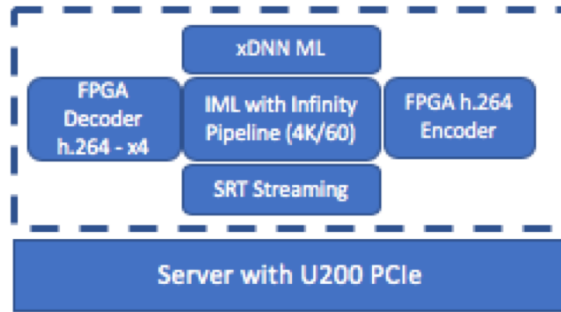 xDNN ML
FPGA
Decoder
h.264 - x4
IML with Infinity
Pipeline (4K/60)
FPGA h.264
Encoder
SRT Streaming
Server with U200 PCIe